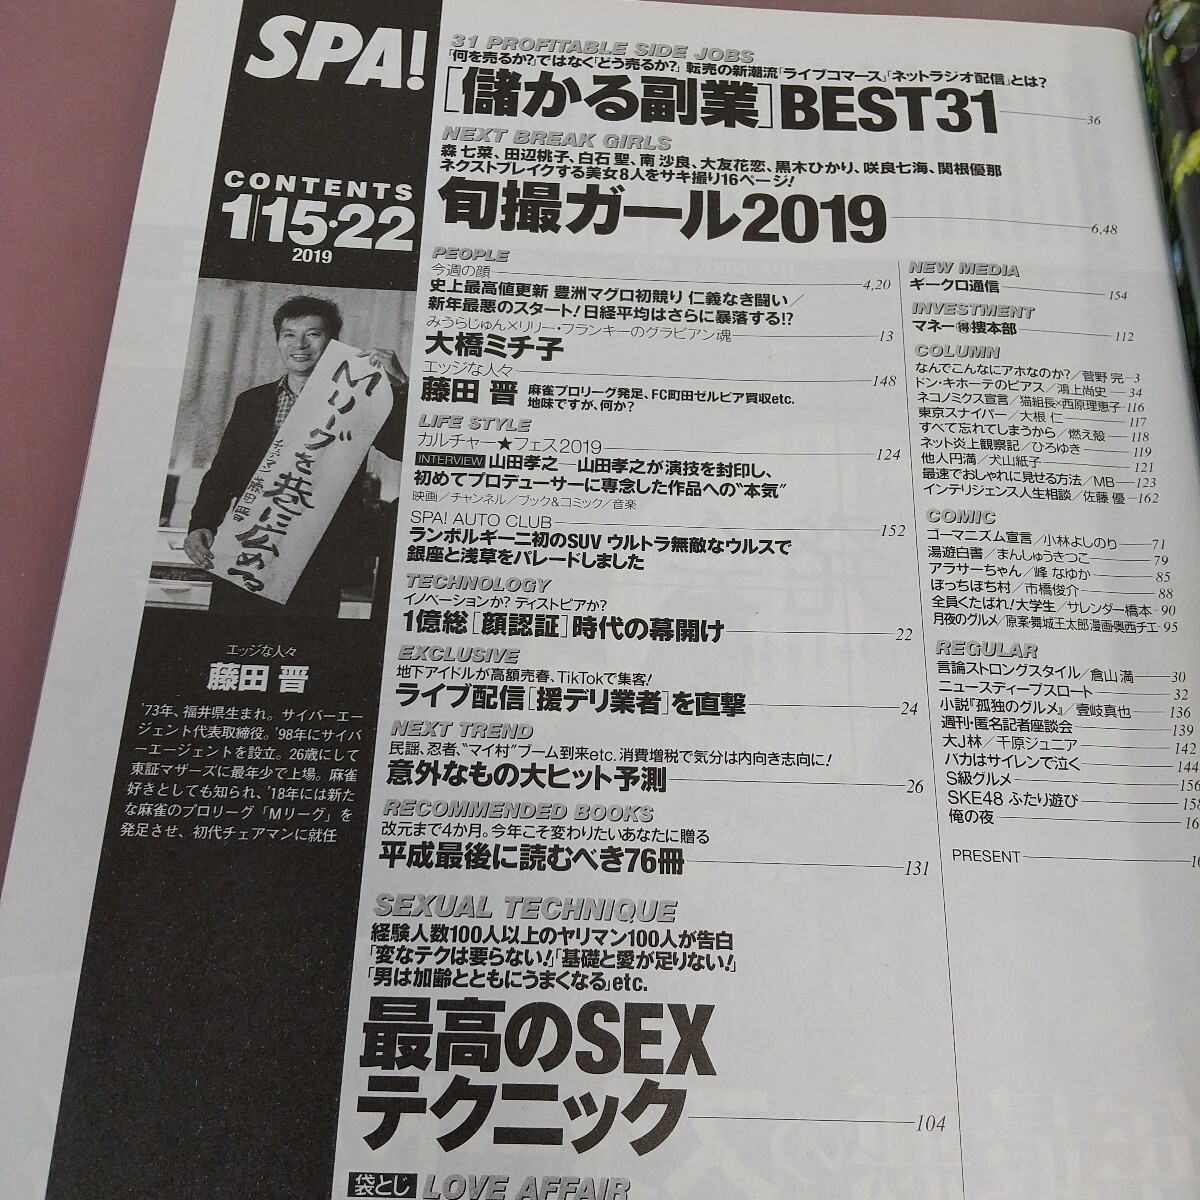 SPA!
CONTENTS
1|15・22
2019
Mリーグを巷に広める
チェアマン 藤田晋
エッジな人々
藤田 晋
'73年、福井県生まれ。サイバーエー
ジェント代表取締役。'98年にサイバ
ーエージェントを設立。26歳にして
東証マザーズに最年少で上場。麻雀
好きとしても知られ、'18年には新た
な麻雀のプロリーグ「Mリーグ」を
発足させ、初代チェアマンに就任
31 PROFITABLE SIDE JOBS
「何を売るか?」ではなく「どう売るか?」 転売の新潮流「ライブコマース」「ネットラジオ配信」とは?
[儲かる副業]BEST31 36
NEXT BREAK GIRLS
森 七菜、田辺桃子、白石 聖、南 沙良、大友花恋、黒木ひかり、咲良七海、関根優那
ネクストブレイクする美女8人をサキ撮り16ページ!
旬撮ガール2019 6,48
PEOPLE
今週の顔 4,20
史上最高値更新 豊洲マグロ初競り 仁義なき闘い/
新年最悪のスタート! 日経平均はさらに暴落する!?
みうらじゅん×リリー・フランキーのグラビアン魂 13
大橋ミチ子
エッジな人々 148
藤田 晋 麻雀プロリーグ発足、FC町田ゼルビア買収etc.
地味ですが、何か?
LIFE STYLE
カルチャー★フェス2019 124
INTERVIEW 山田孝之―山田孝之が演技を封印し、
初めてプロデューサーに専念した作品への“本気”
映画/チャンネル/ブック&コミック/音楽
SPA! AUTO CLUB 152
ランボルギーニ初のSUV ウルトラ無敵なウルスで
銀座と浅草をパレードしました
TECHNOLOGY
イノベーションか? ディストピアか?
1億総[顔認証]時代の幕開け 22
EXCLUSIVE
地下アイドルが高額売春、TikTokで集客!
ライブ配信[援デリ業者]を直撃 24
NEXT TREND
民謡、忍者、“マイ村”ブーム到来etc. 消費増税で気分は内向き志向に!
意外なもの大ヒット予測 26
RECOMMENDED BOOKS
改元まで4か月。今年こそ変わりたいあなたに贈る
平成最後に読むべき76冊 131
SEXUAL TECHNIQUE
経験人数100人以上のヤリマン100人が告白
「変なテクは要らない!」「基礎と愛が足りない!」
「男は加齢とともにうまくなる」etc.
最高のSEX
テクニック 104
袋とじ LOVE AFFAIR
NEW MEDIA
ギークロ通信 154
INVESTMENT
マネー㊝捜本部 112
COLUMN
なんでこんなにアホなのか?/菅野 完 3
ドン・キホーテのピアス/鴻上尚史 34
ネコノミクス宣言/猫組長×西原理恵子 116
東京スナイパー/大根 仁 117
すべて忘れてしまうから/燃え殻 118
ネット炎上観察記/ひろゆき 119
他人円満/犬山紙子 121
最速でおしゃれに見せる方法/MB 123
インテリジェンス人生相談/佐藤 優 162
COMIC
ゴーマニズム宣言/小林よしのり 71
湯遊白書/まんしゅうきつこ 79
アラサーちゃん/峰 なゆか 85
ぼっちぼち村/市橋俊介 88
全員くたばれ! 大学生/サレンダー橋本 90
月夜のグルメ/原案・舞城王太郎 漫画・奥西チエ 95
REGULAR
言論ストロングスタイル/倉山 満 30
ニュースディープスロート 32
小説『孤独のグルメ』/壹岐真也 136
週刊・匿名記者座談会 139
大J林/千原ジュニア 142
バカはサイレンで泣く 144
S級グルメ 156
SKE48 ふたり遊び 158
俺の夜 16
PRESENT